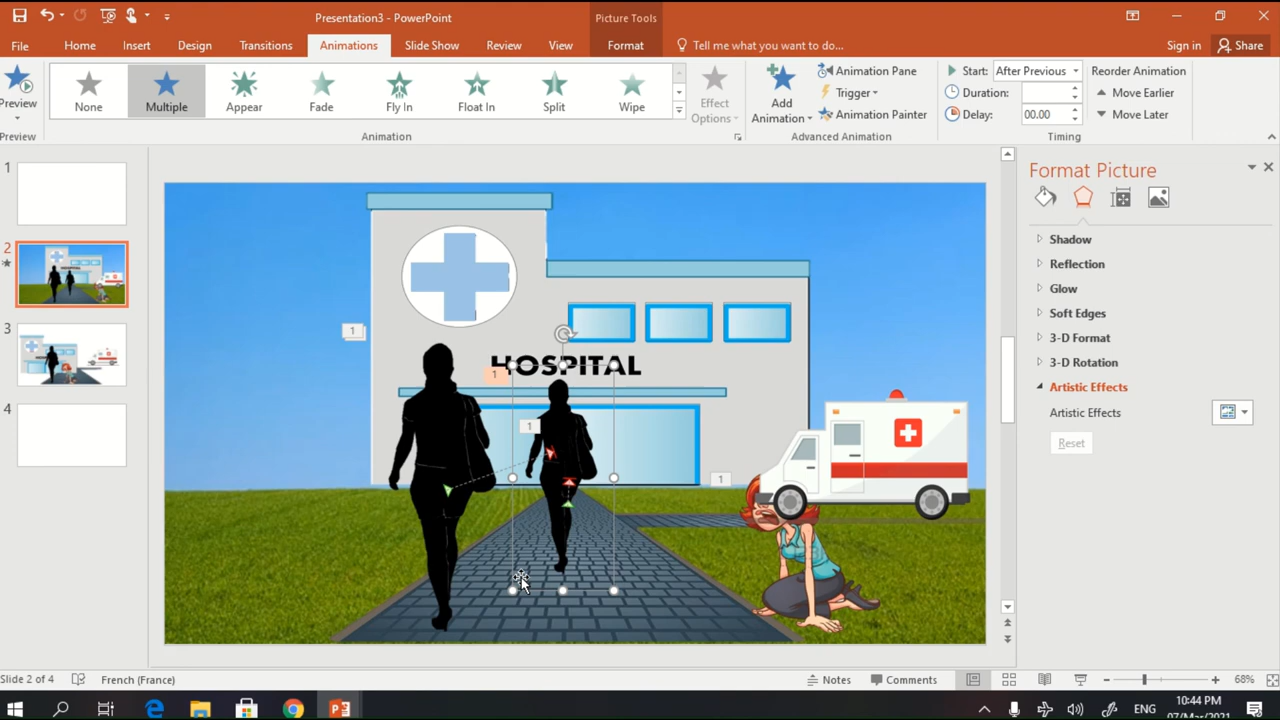 Presentation3 - PowerPoint
Picture Tools
File Home Insert Design Transitions Animations Slide Show Review View Format Tell me what you want to do... Sign in Share
Preview
None
Multiple
Appear
Fade
Fly In
Float In
Split
Wipe
Effect
Options
Add
Animation
Animation Pane
Trigger
Animation Painter
Start: After Previous
Duration:
Delay: 00.00
Reorder Animation
Move Earlier
Move Later
Preview
Animation
Advanced Animation
Timing
1
2
3
4
1
1
1
1
HOSPITAL
Format Picture
Shadow
Reflection
Glow
Soft Edges
3-D Format
3-D Rotation
Artistic Effects
Artistic Effects
Reset
Slide 2 of 4 French (France) Notes Comments 68%
10:44 PM
ENG
07/Mar/2021